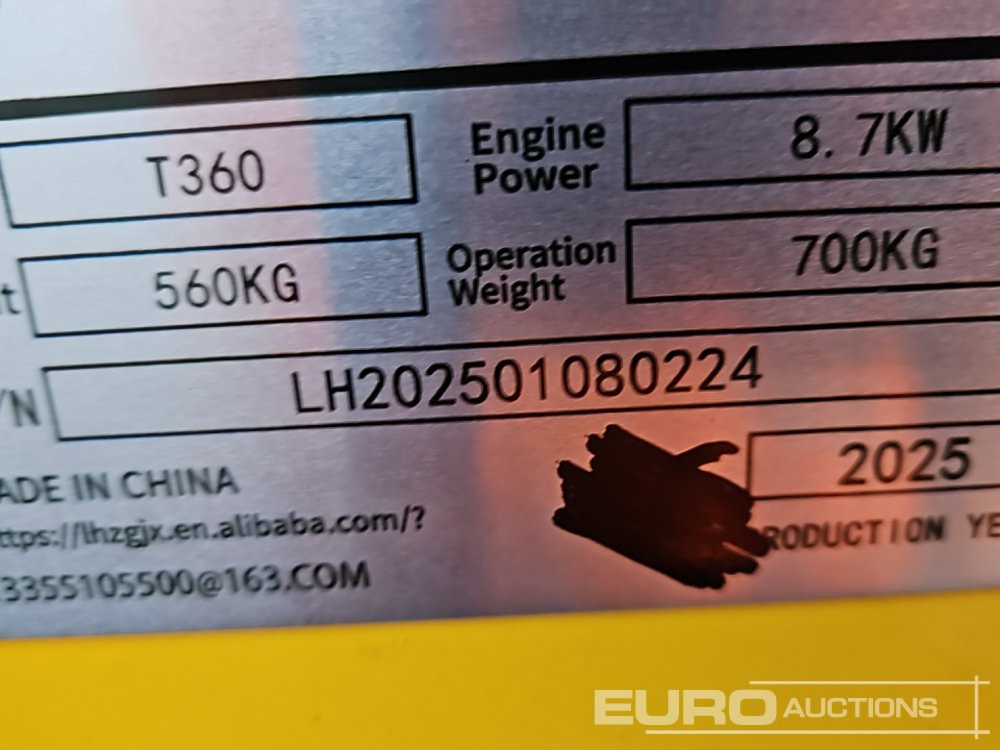 T360 Engine Power 8.7KW
t 560KG Operation Weight 700KG
/N LH202501080224
2025
ADE IN CHINA
ttps://lhzgjx.en.alibaba.com/?
RODUCTION YE
3355105500@163.COM
EURO AUCTIONS